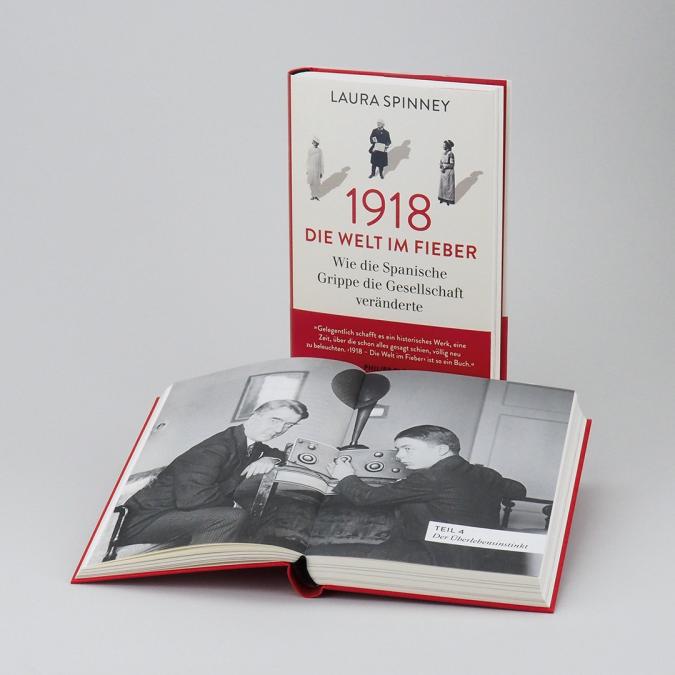 LAURA SPINNEY
1918
DIE WELT IM FIEBER
Wie die Spanische
Grippe die Gesellschaft
veränderte
»Gelegentlich schafft es ein historisches Werk, eine
Zeit, über die schon alles gesagt schien, völlig neu
zu beleuchten. ›1918 – Die Welt im Fieber‹ ist so ein Buch.«
TEIL 4
Der Überlebensinstinkt